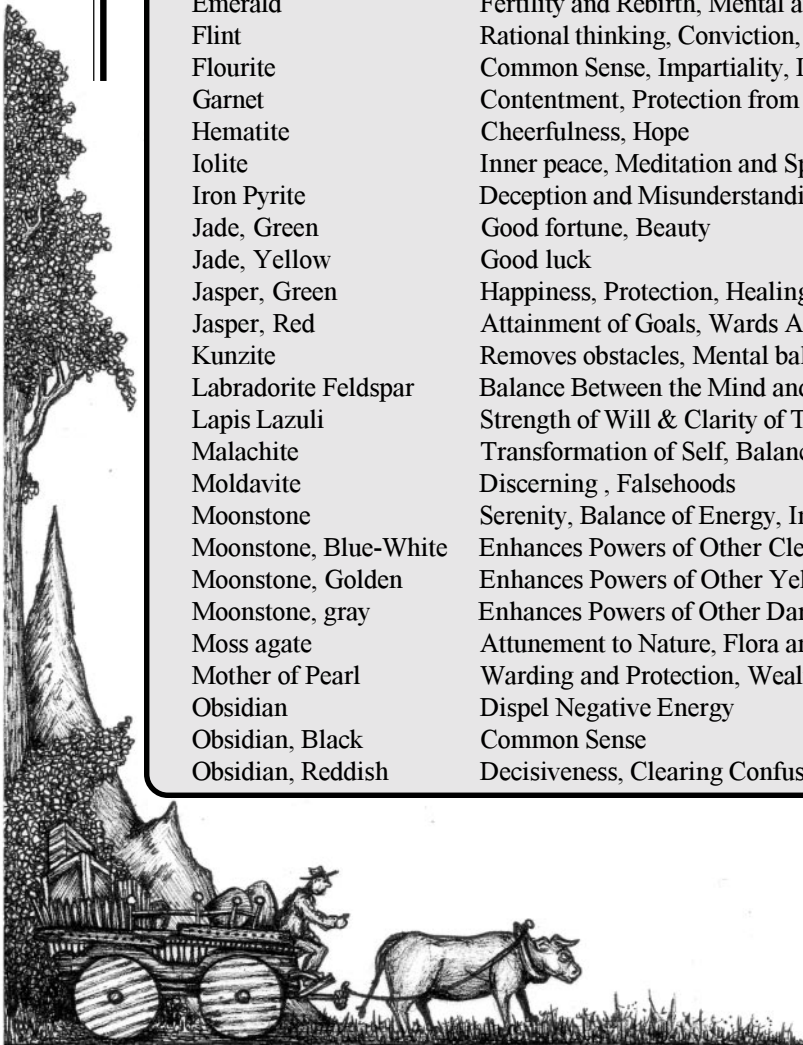 Emerald Fertility and Rebirth, Mental a
Flint Rational thinking, Conviction,
Flourite Common Sense, Impartiality, I
Garnet Contentment, Protection from
Hematite Cheerfulness, Hope
Iolite Inner peace, Meditation and Sp
Iron Pyrite Deception and Misunderstandi
Jade, Green Good fortune, Beauty
Jade, Yellow Good luck
Jasper, Green Happiness, Protection, Healing
Jasper, Red Attainment of Goals, Wards A
Kunzite Removes obstacles, Mental bal
Labradorite Feldspar Balance Between the Mind and
Lapis Lazuli Strength of Will & Clarity of T
Malachite Transformation of Self, Balanc
Moldavite Discerning , Falsehoods
Moonstone Serenity, Balance of Energy, In
Moonstone, Blue-White Enhances Powers of Other Cle
Moonstone, Golden Enhances Powers of Other Yel
Moonstone, gray Enhances Powers of Other Dar
Moss agate Attunement to Nature, Flora an
Mother of Pearl Warding and Protection, Weal
Obsidian Dispel Negative Energy
Obsidian, Black Common Sense
Obsidian, Reddish Decisiveness, Clearing Confus